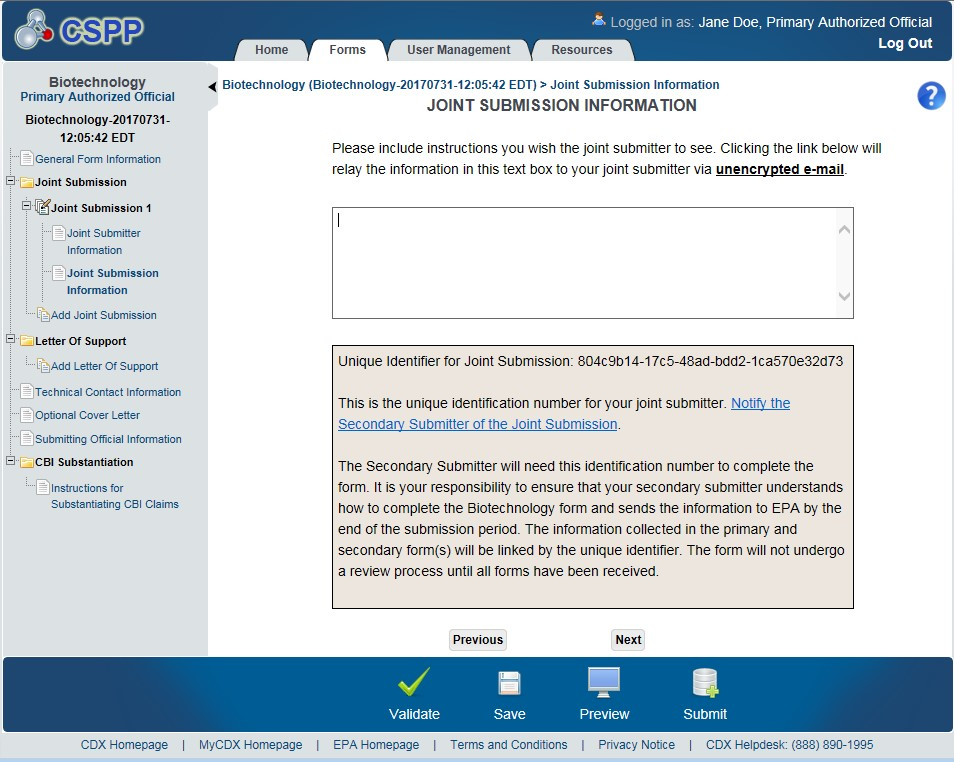 CSPP
Logged in as: Jane Doe, Primary Authorized Official
Log Out
Home
Forms
User Management
Resources
Biotechnology
Primary Authorized Official
Biotechnology-20170731-
12:05:42 EDT
General Form Information
Joint Submission
Joint Submission 1
Joint Submitter
Information
Joint Submission
Information
Add Joint Submission
Letter Of Support
Add Letter Of Support
Technical Contact Information
Optional Cover Letter
Submitting Official Information
CBI Substantiation
Instructions for
Substantiating CBI Claims
Biotechnology (Biotechnology-20170731-12:05:42 EDT) > Joint Submission Information
JOINT SUBMISSION INFORMATION
?
Please include instructions you wish the joint submitter to see. Clicking the link below will
relay the information in this text box to your joint submitter via unencrypted e-mail.
Unique Identifier for Joint Submission: 804c9b14-17c5-48ad-bdd2-1ca570e32d73
This is the unique identification number for your joint submitter. Notify the
Secondary Submitter of the Joint Submission.
The Secondary Submitter will need this identification number to complete the
form. It is your responsibility to ensure that your secondary submitter understands
how to complete the Biotechnology form and sends the information to EPA by the
end of the submission period. The information collected in the primary and
secondary form(s) will be linked by the unique identifier. The form will not undergo
a review process until all forms have been received.
Previous
Next
Validate
Save
Preview
Submit
CDX Homepage | MyCDX Homepage | EPA Homepage | Terms and Conditions | Privacy Notice | CDX Helpdesk: (888) 890-1995